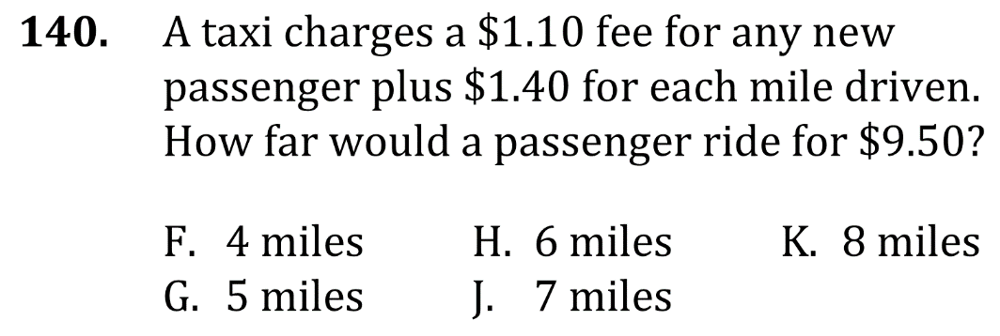 140. A taxi charges a $1.10 fee for any new
passenger plus $1.40 for each mile driven.
How far would a passenger ride for $9.50?
F. 4 miles H. 6 miles K. 8 miles
G. 5 miles J. 7 miles